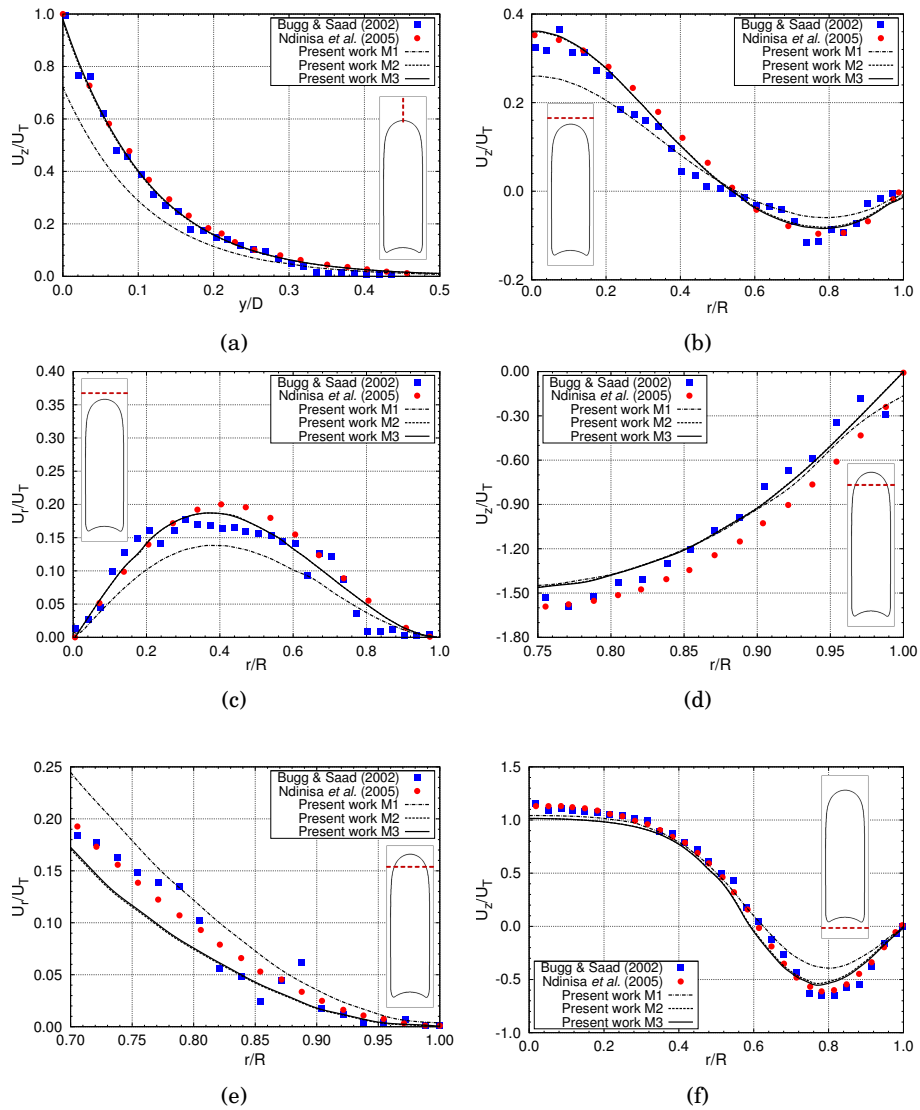 Bugg & Saad (2002)
Ndinisa et al. (2005)
Present work M1
Present work M2
Present work M3
U_z/U_T
1.0
0.8
0.6
0.4
0.2
0.0
0.0 0.1 0.2 0.3 0.4 0.5
y/D
(a)
Bugg & Saad (2002)
Ndinisa et al. (2005)
Present work M1
Present work M2
Present work M3
U_z/U_T
0.4
0.2
0.0
-0.2
0.0 0.2 0.4 0.6 0.8 1.0
r/R
(b)
Bugg & Saad (2002)
Ndinisa et al. (2005)
Present work M1
Present work M2
Present work M3
U_r/U_T
0.40
0.35
0.30
0.25
0.20
0.15
0.10
0.05
0.00
0.0 0.2 0.4 0.6 0.8 1.0
r/R
(c)
Bugg & Saad (2002)
Ndinisa et al. (2005)
Present work M1
Present work M2
Present work M3
U_z/U_T
-0.00
-0.30
-0.60
-0.90
-1.20
-1.50
-1.80
0.75 0.80 0.85 0.90 0.95 1.00
r/R
(d)
Bugg & Saad (2002)
Ndinisa et al. (2005)
Present work M1
Present work M2
Present work M3
U_r/U_T
0.25
0.20
0.15
0.10
0.05
0.00
0.70 0.75 0.80 0.85 0.90 0.95 1.00
r/R
(e)
U_z/U_T
1.5
1.0
0.5
0.0
-0.5
-1.0
Bugg & Saad (2002)
Ndinisa et al. (2005)
Present work M1
Present work M2
Present work M3
0.0 0.2 0.4 0.6 0.8 1.0
r/R
(f)